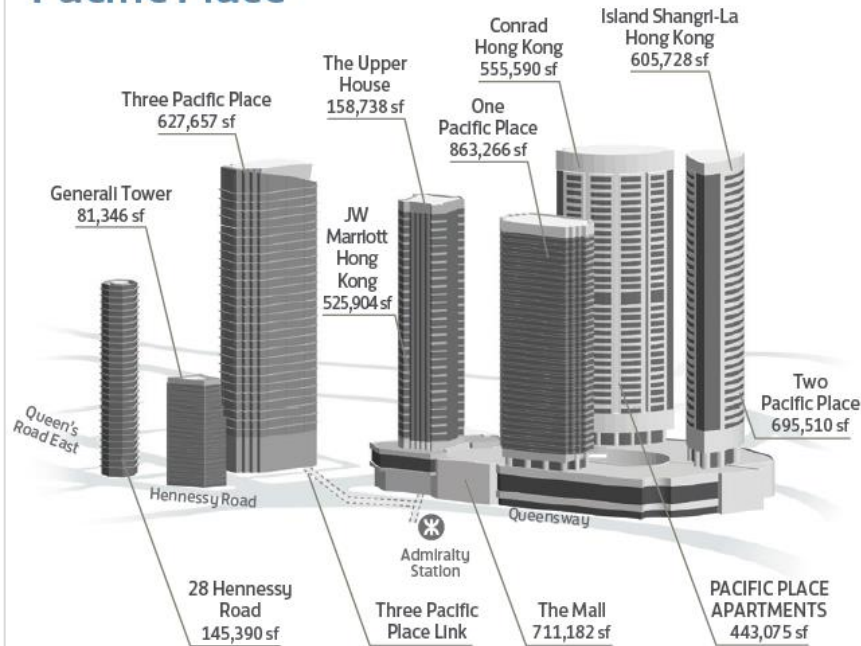 Pacific Place
Island Shangri-La
Hong Kong
605,728 sf
Conrad
Hong Kong
555,590 sf
The Upper
House
158,738 sf
One
Pacific Place
863,266 sf
Three Pacific Place
627,657 sf
Generali Tower
81,346 sf
JW
Marriott
Hong
Kong
525,904 sf
Two
Pacific Place
695,510 sf
Queen's
Road East
Hennessy Road
Queensway
Admiralty
Station
28 Hennessy
Road
145,390 sf
Three Pacific
Place Link
The Mall
711,182 sf
PACIFIC PLACE
APARTMENTS
443,075 sf